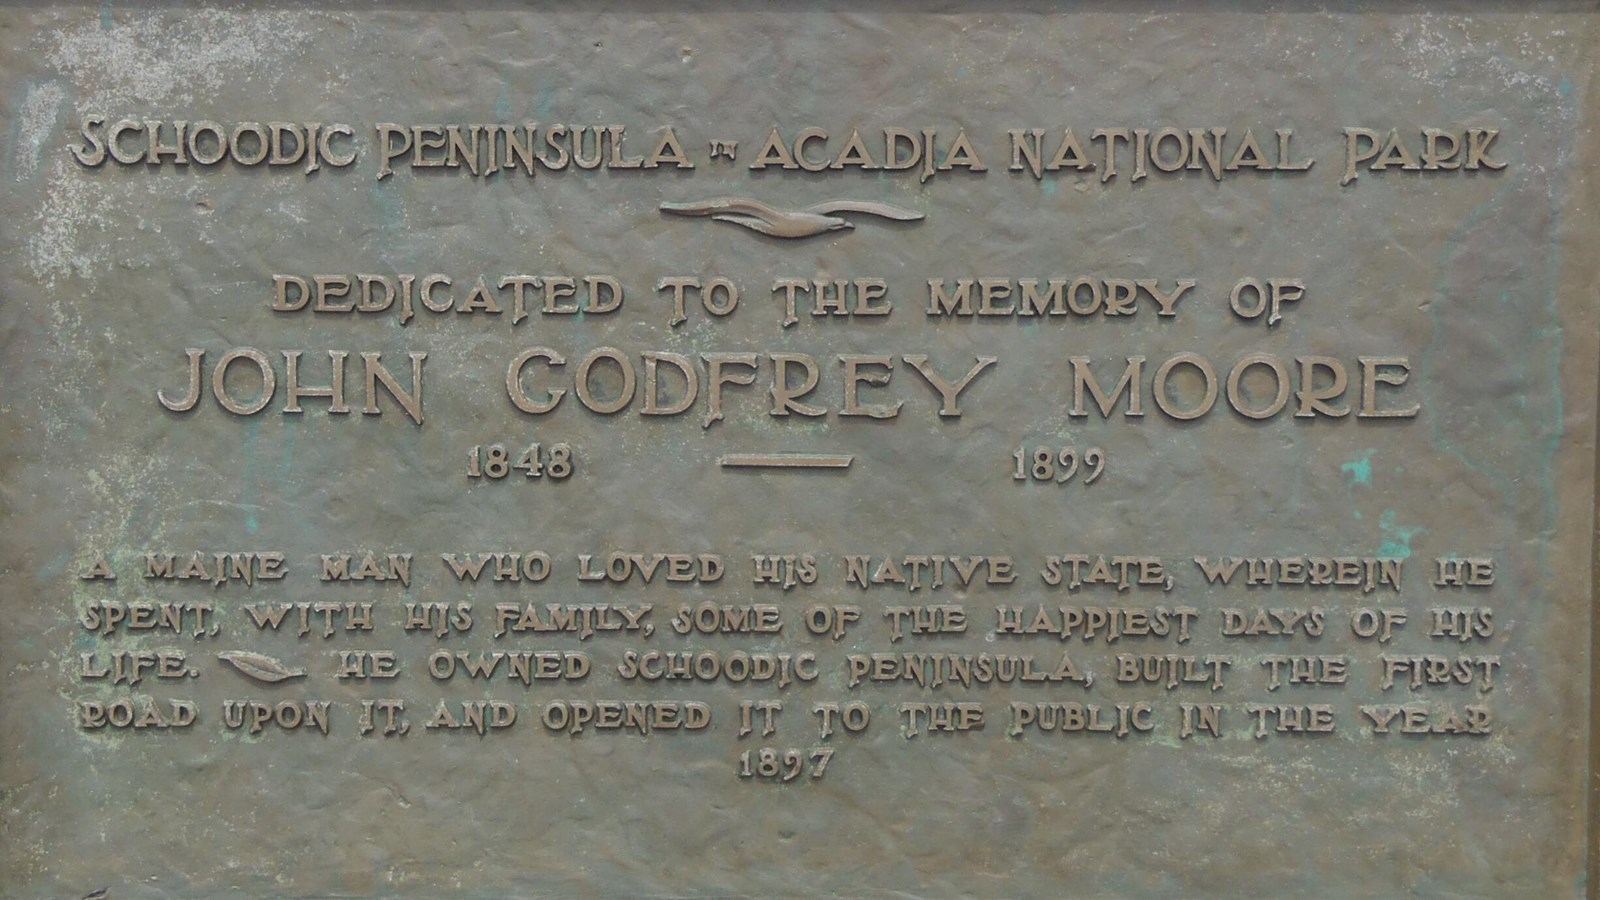 SCHOODIC PENINSULA IN ACADIA NATIONAL PARK
DEDICATED TO THE MEMORY OF
JOHN GODFREY MOORE
1848 — 1899
A MAINE MAN WHO LOVED HIS NATIVE STATE, WHEREIN HE
SPENT, WITH HIS FAMILY, SOME OF THE HAPPIEST DAYS OF HIS
LIFE. HE OWNED SCHOODIC PENINSULA, BUILT THE FIRST
ROAD UPON IT, AND OPENED IT TO THE PUBLIC IN THE YEAR
1897